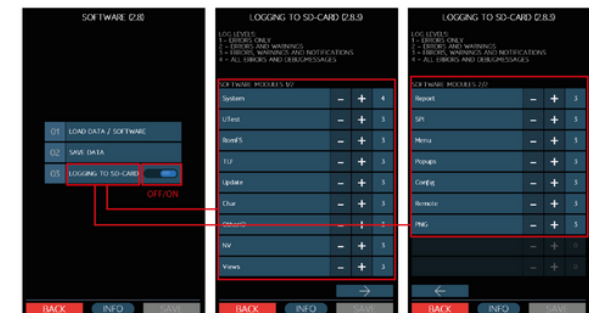 SOFTWARE (2.8)
01 LOAD DATA / SOFTWARE
02 SAVE DATA
03 LOGGING TO SD-CARD
OFF/ON
BACK INFO SAVE
LOGGING TO SD-CARD (2.8.3)
LOG LEVELS:
1 = ERRORS ONLY
2 = ERRORS AND WARNINGS
3 = ERRORS, WARNINGS AND NOTIFICATIONS
4 = ALL ERRORS AND DEBUGMESSAGES
SOFTWARE MODULES 1/2
System - + 4
UTest - + 3
RomFS - + 3
TLF - + 3
Update - + 3
Char - + 3
- + 3
NV - + 3
Views - + 3
→
BACK INFO SAVE
LOGGING TO SD-CARD (2.8.3)
LOG LEVELS:
1 = ERRORS ONLY
2 = ERRORS AND WARNINGS
3 = ERRORS, WARNINGS AND NOTIFICATIONS
4 = ALL ERRORS AND DEBUGMESSAGES
SOFTWARE MODULES 2/2
Report - + 3
SPI - + 3
Menu - + 3
Popups - + 3
Config - + 3
Remote - + 3
PNG - + 3
- + 0
- + 0
←
BACK INFO SAVE